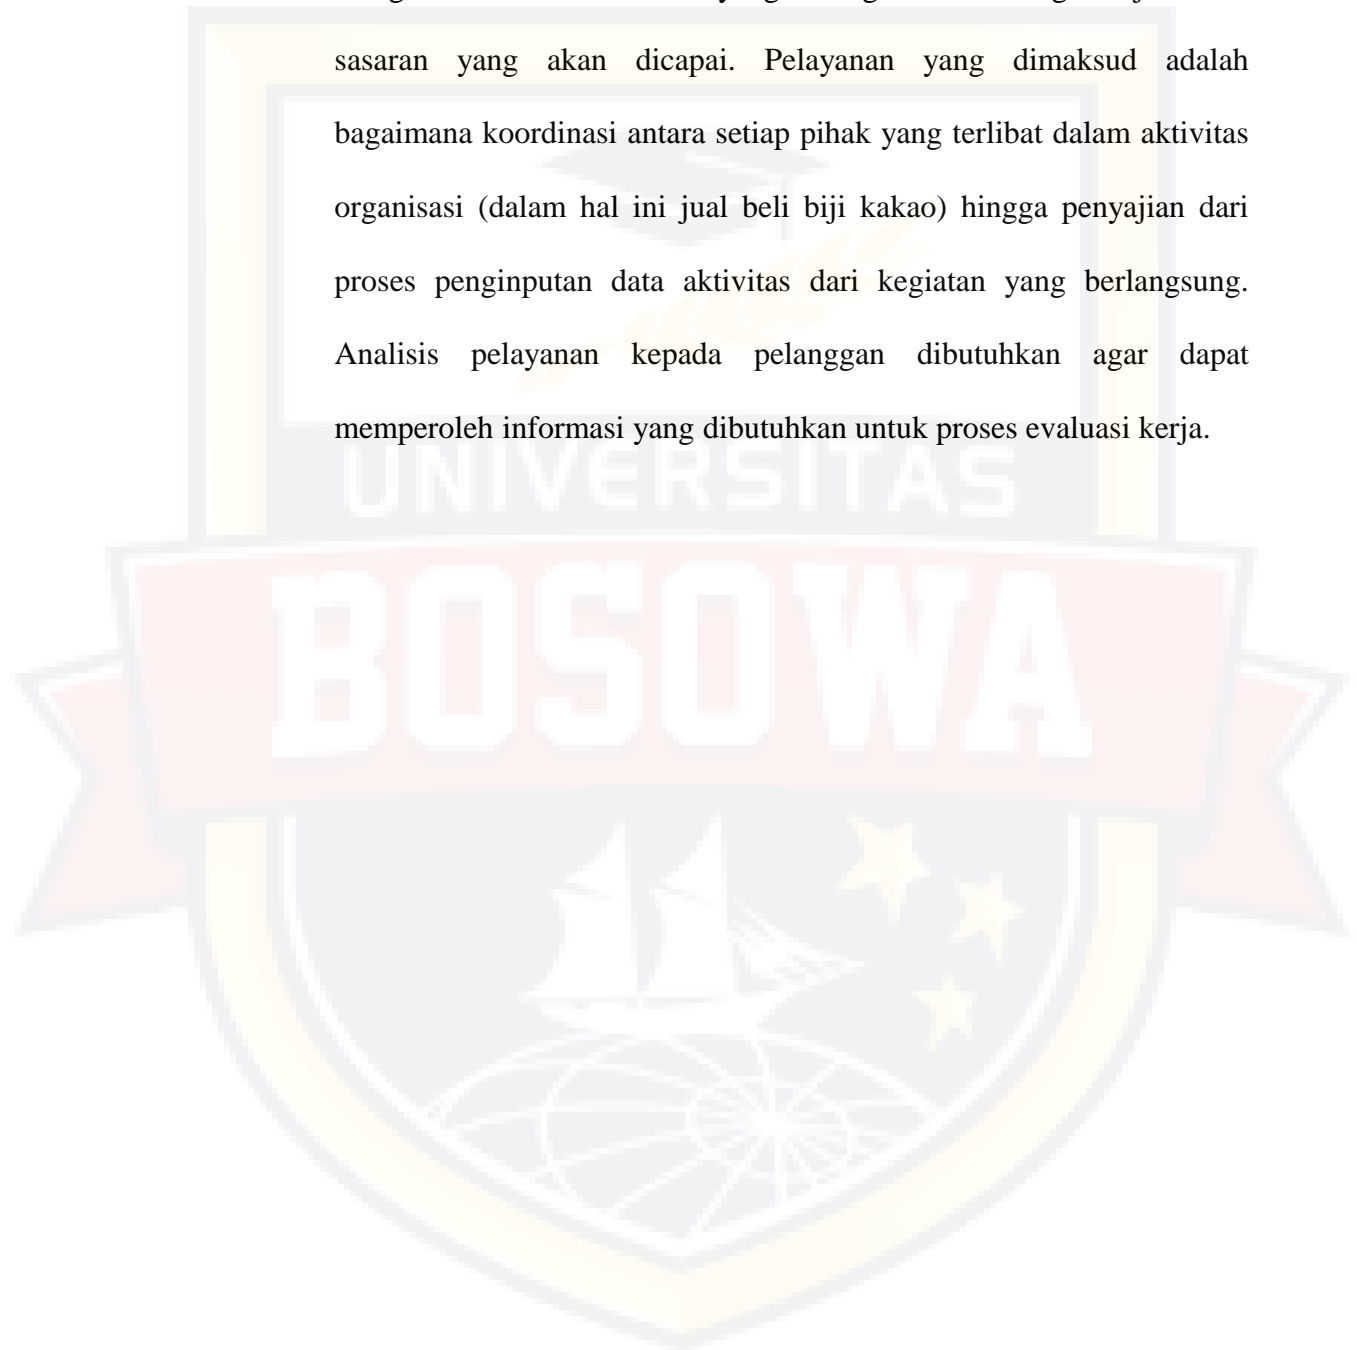 sasaran yang akan dicapai. Pelayanan yang dimaksud adalah
bagaimana koordinasi antara setiap pihak yang terlibat dalam aktivitas
organisasi (dalam hal ini jual beli biji kakao) hingga penyajian dari
proses penginputan data aktivitas dari kegiatan yang berlangsung.
Analisis pelayanan kepada pelanggan dibutuhkan agar dapat
memperoleh informasi yang dibutuhkan untuk proses evaluasi kerja.
UNIVERSITAS
BOSOWA